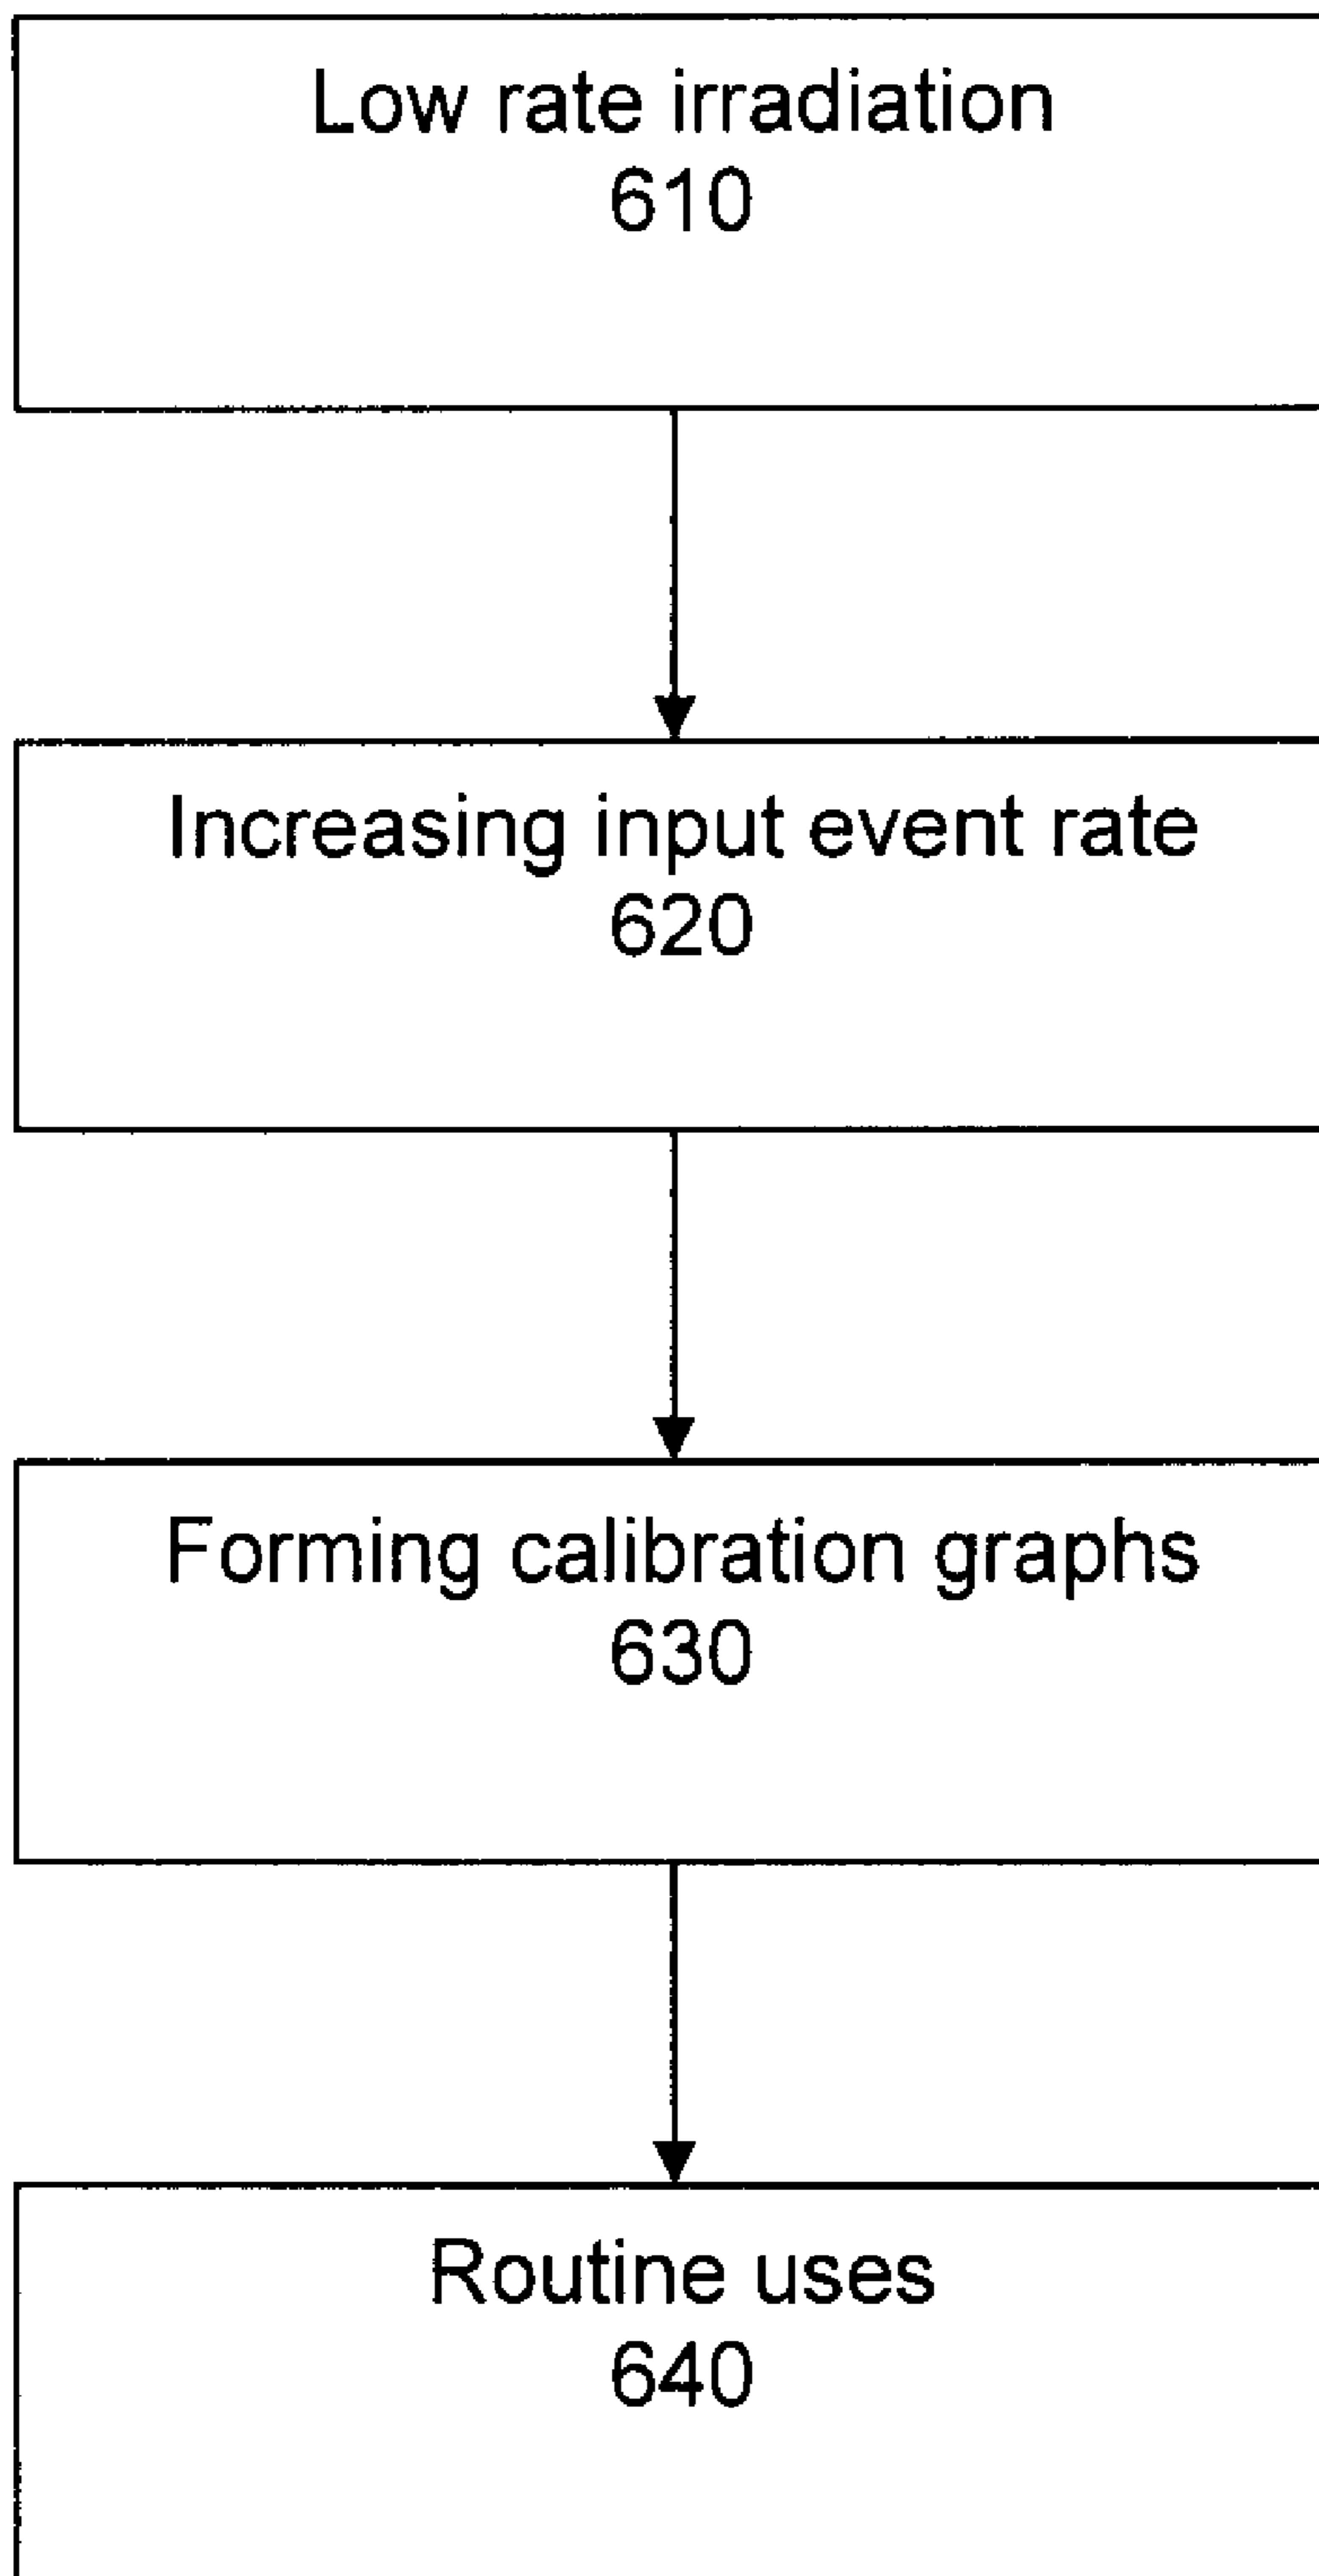 Low rate irradiation
610
Increasing input event rate
620
Forming calibration graphs
630
Routine uses
640